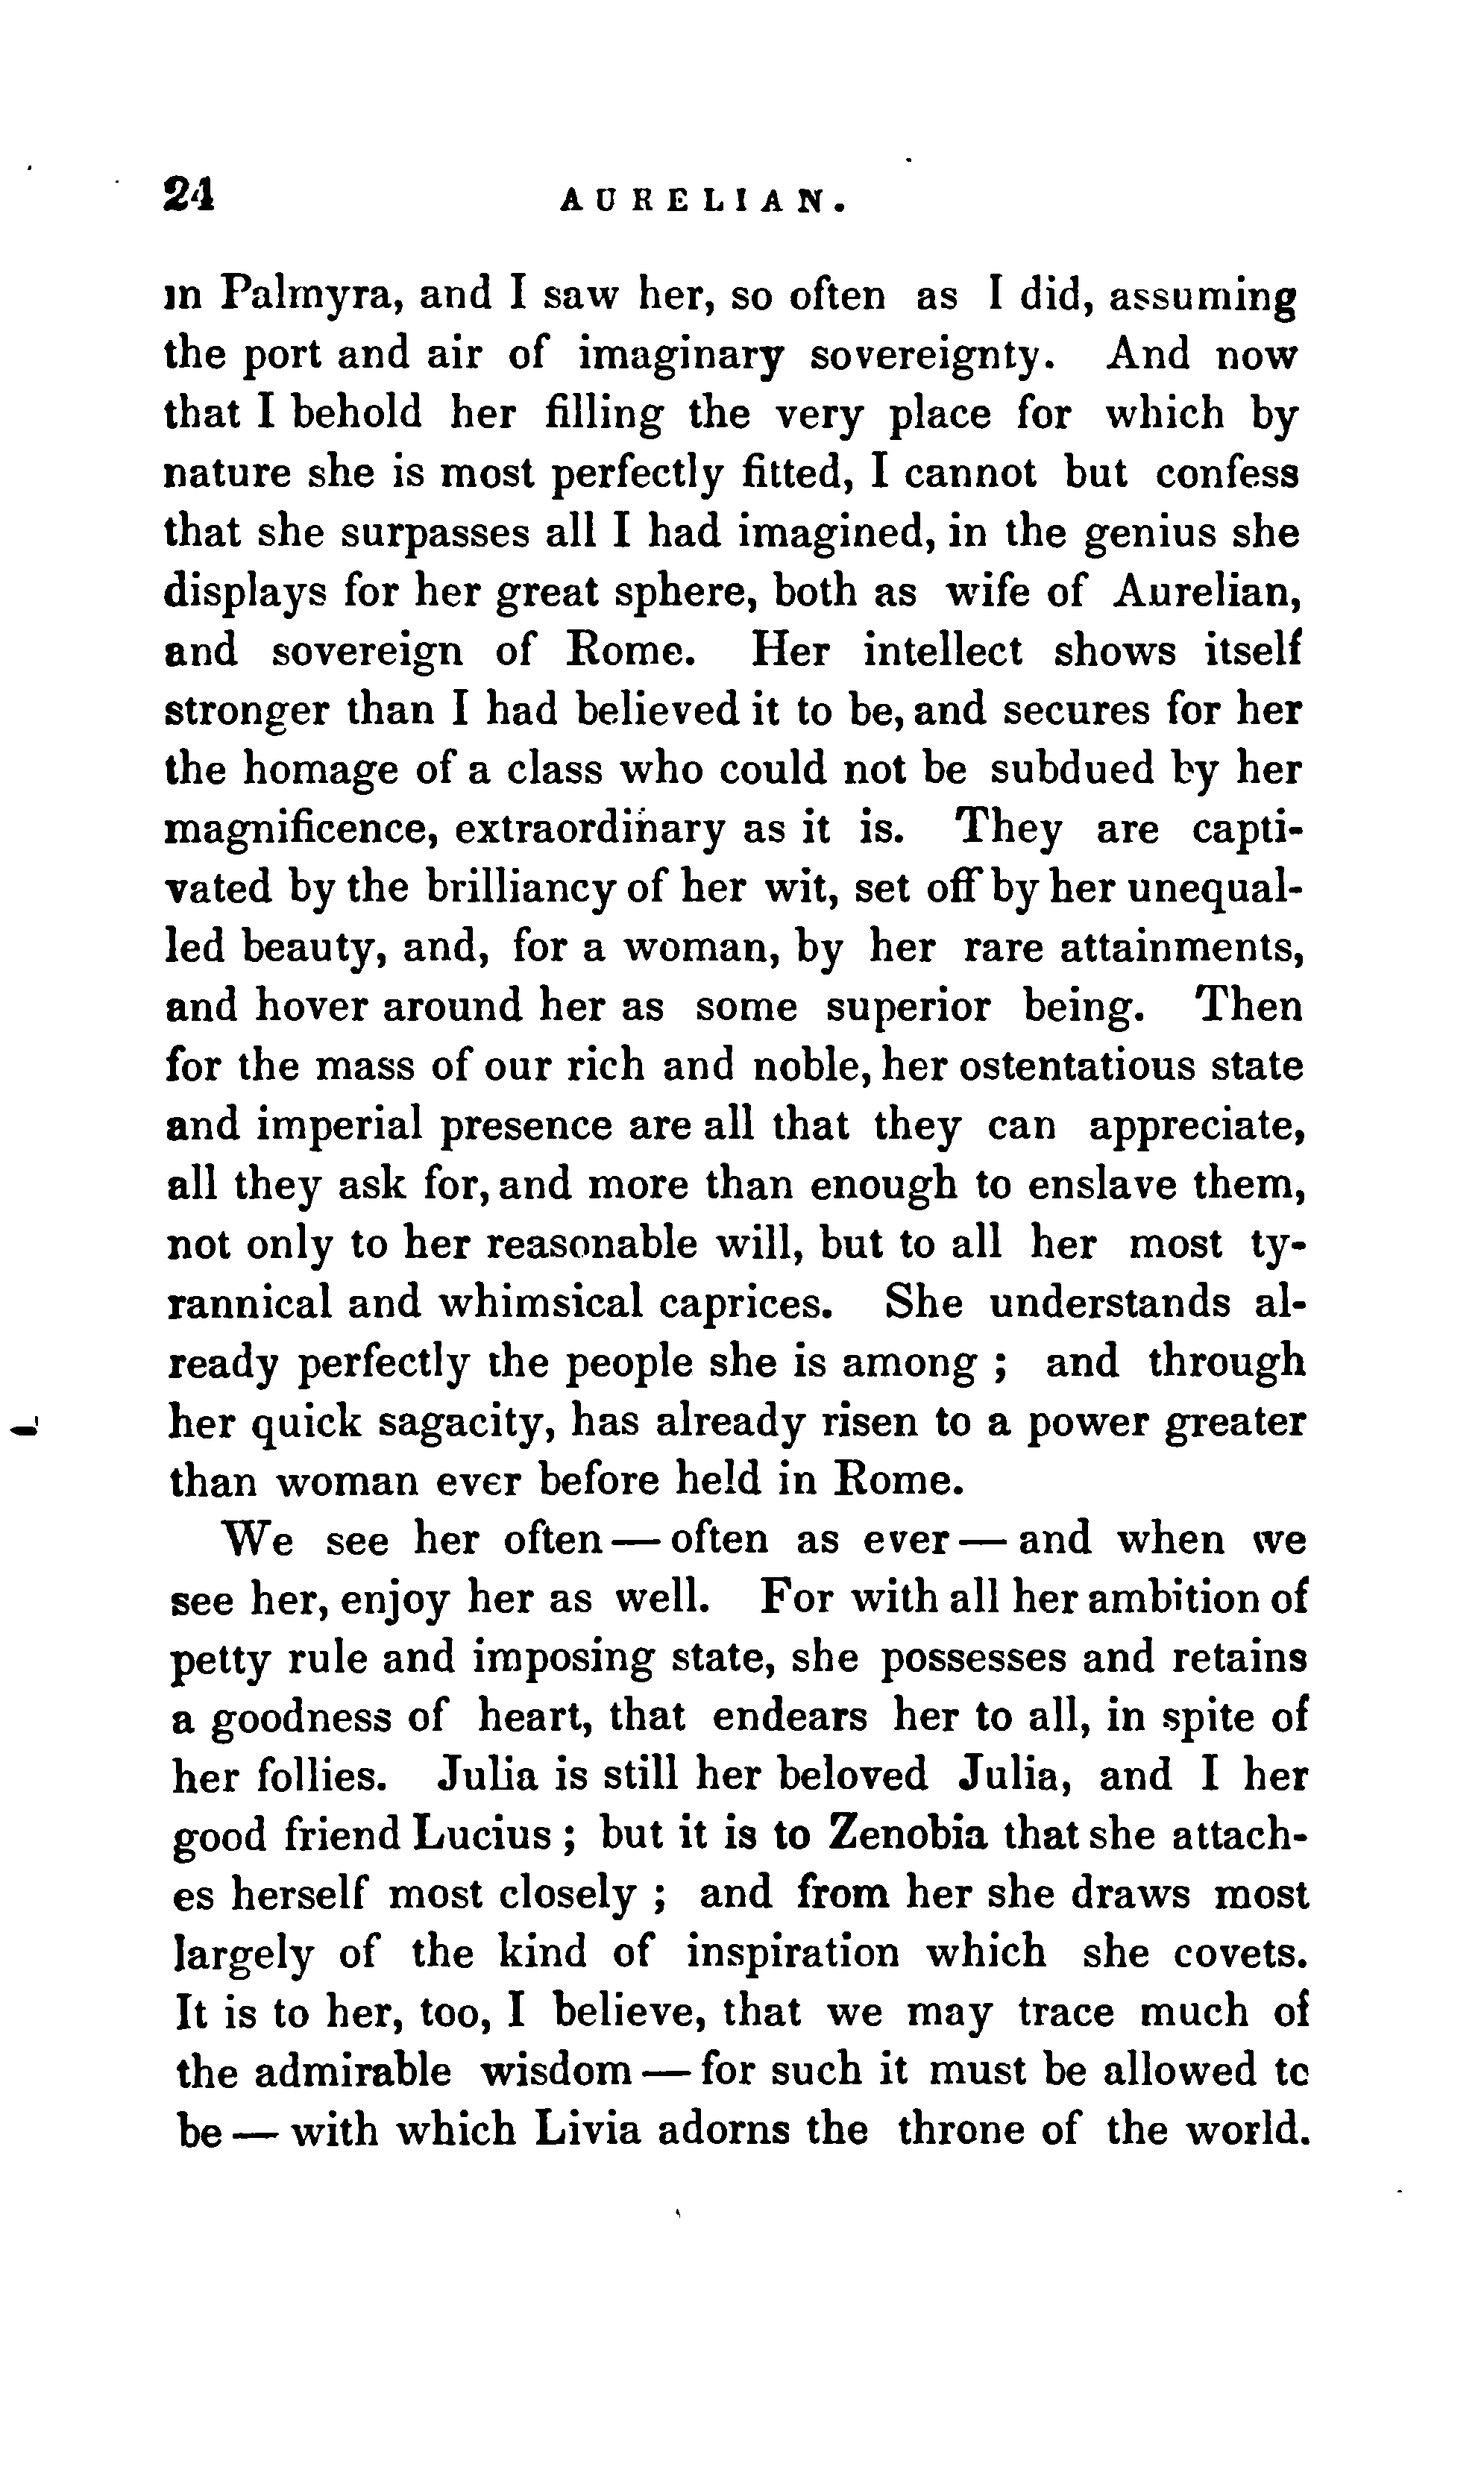 24 AURELIAN.
in Palmyra, and I saw her, so often as I did, assuming
the port and air of imaginary sovereignty. And now
that I behold her filling the very place for which by
nature she is most perfectly fitted, I cannot but confess
that she surpasses all I had imagined, in the genius she
displays for her great sphere, both as wife of Aurelian,
and sovereign of Rome. Her intellect shows itself
stronger than I had believed it to be, and secures for her
the homage of a class who could not be subdued by her
magnificence, extraordinary as it is. They are capti-
vated by the brilliancy of her wit, set off by her unequal-
led beauty, and, for a woman, by her rare attainments,
and hover around her as some superior being. Then
for the mass of our rich and noble, her ostentatious state
and imperial presence are all that they can appreciate,
all they ask for, and more than enough to enslave them,
not only to her reasonable will, but to all her most ty-
rannical and whimsical caprices. She understands al-
ready perfectly the people she is among ; and through
her quick sagacity, has already risen to a power greater
than woman ever before held in Rome.
We see her often — often as ever — and when we
see her, enjoy her as well. For with all her ambition of
petty rule and imposing state, she possesses and retains
a goodness of heart, that endears her to all, in spite of
her follies. Julia is still her beloved Julia, and I her
good friend Lucius ; but it is to Zenobia that she attach-
es herself most closely ; and from her she draws most
largely of the kind of inspiration which she covets.
It is to her, too, I believe, that we may trace much of
the admirable wisdom — for such it must be allowed to
be — with which Livia adorns the throne of the world.